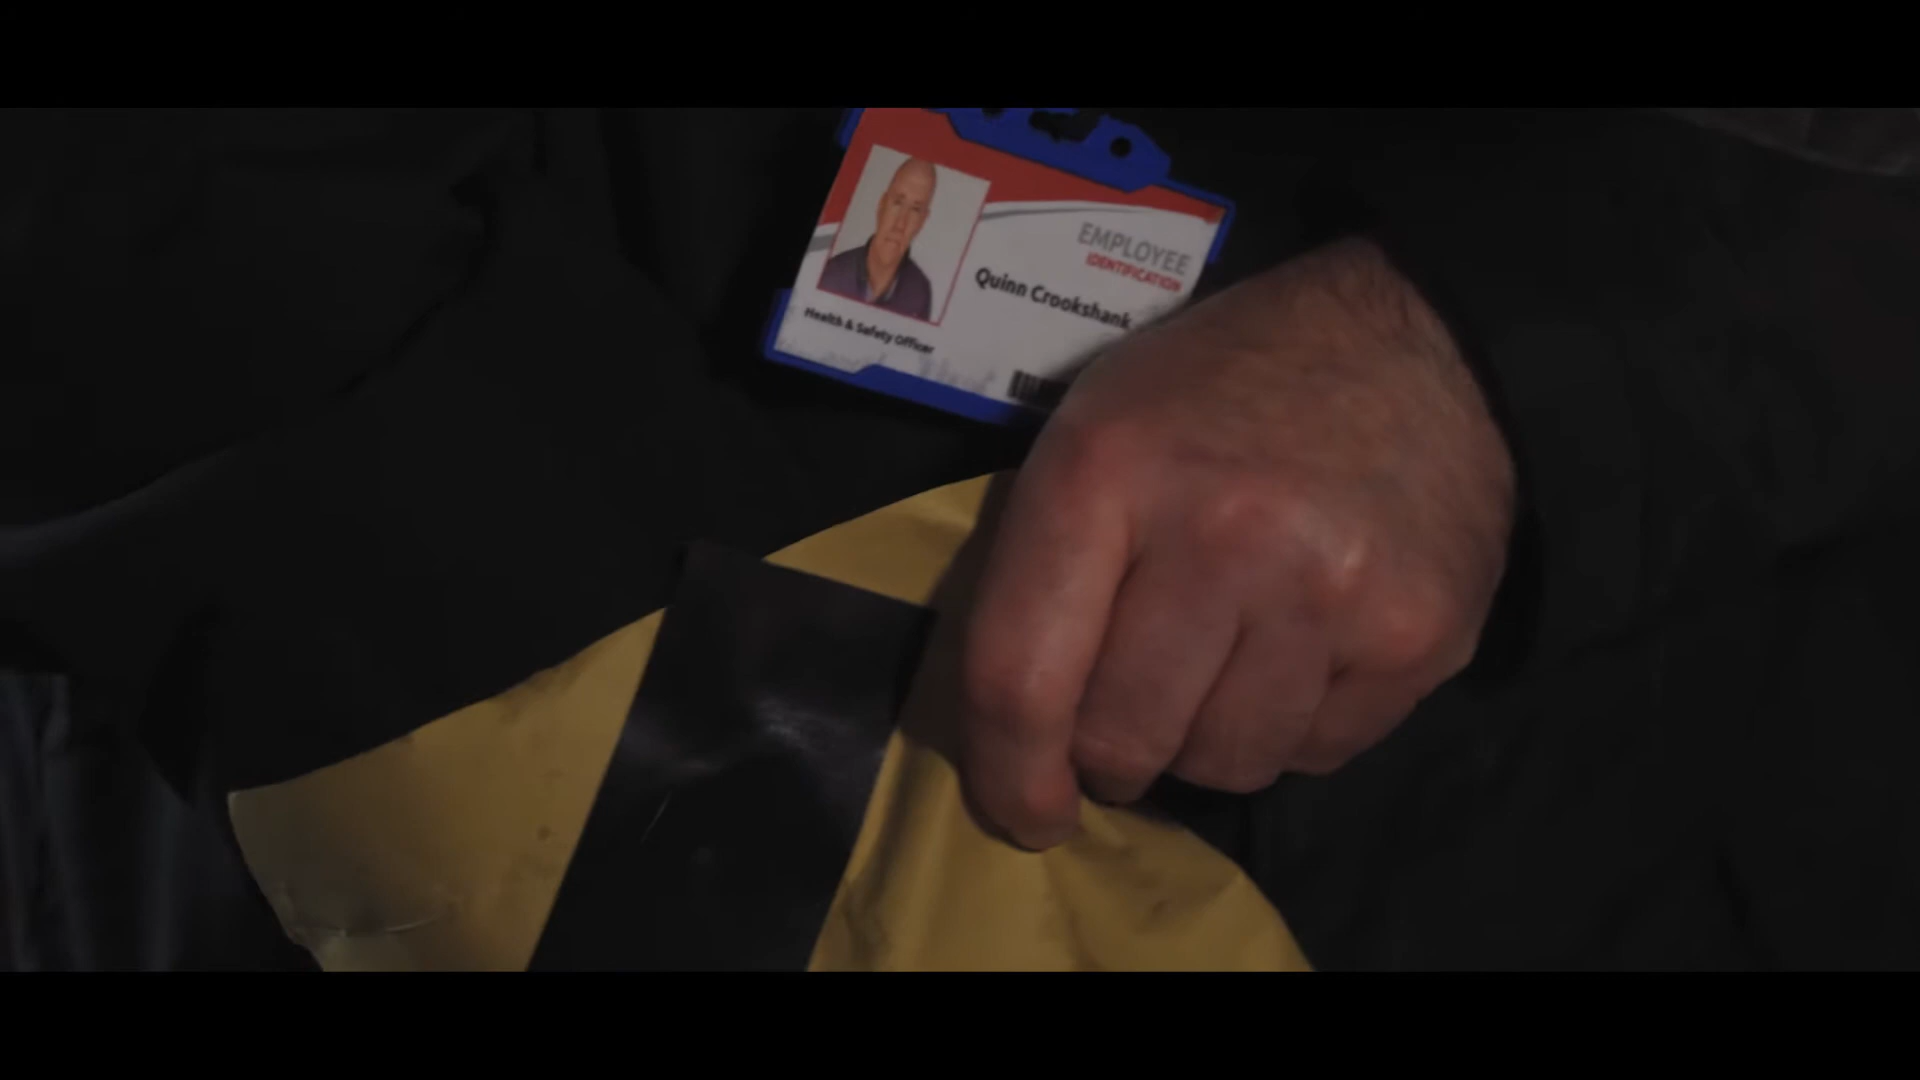 EMPLOYEE
IDENTIFICATION
Quinn Crookshank
Health & Safety Officer